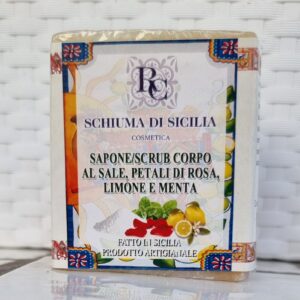 RC
SCHIUMA DI SICILIA
COSMETICA
SAPONE/SCRUB CORPO
AL SALE, PETALI DI ROSA,
LIMONE E MENTA
FATTO IN SICILIA
PRODOTTO ARTIGIANALE